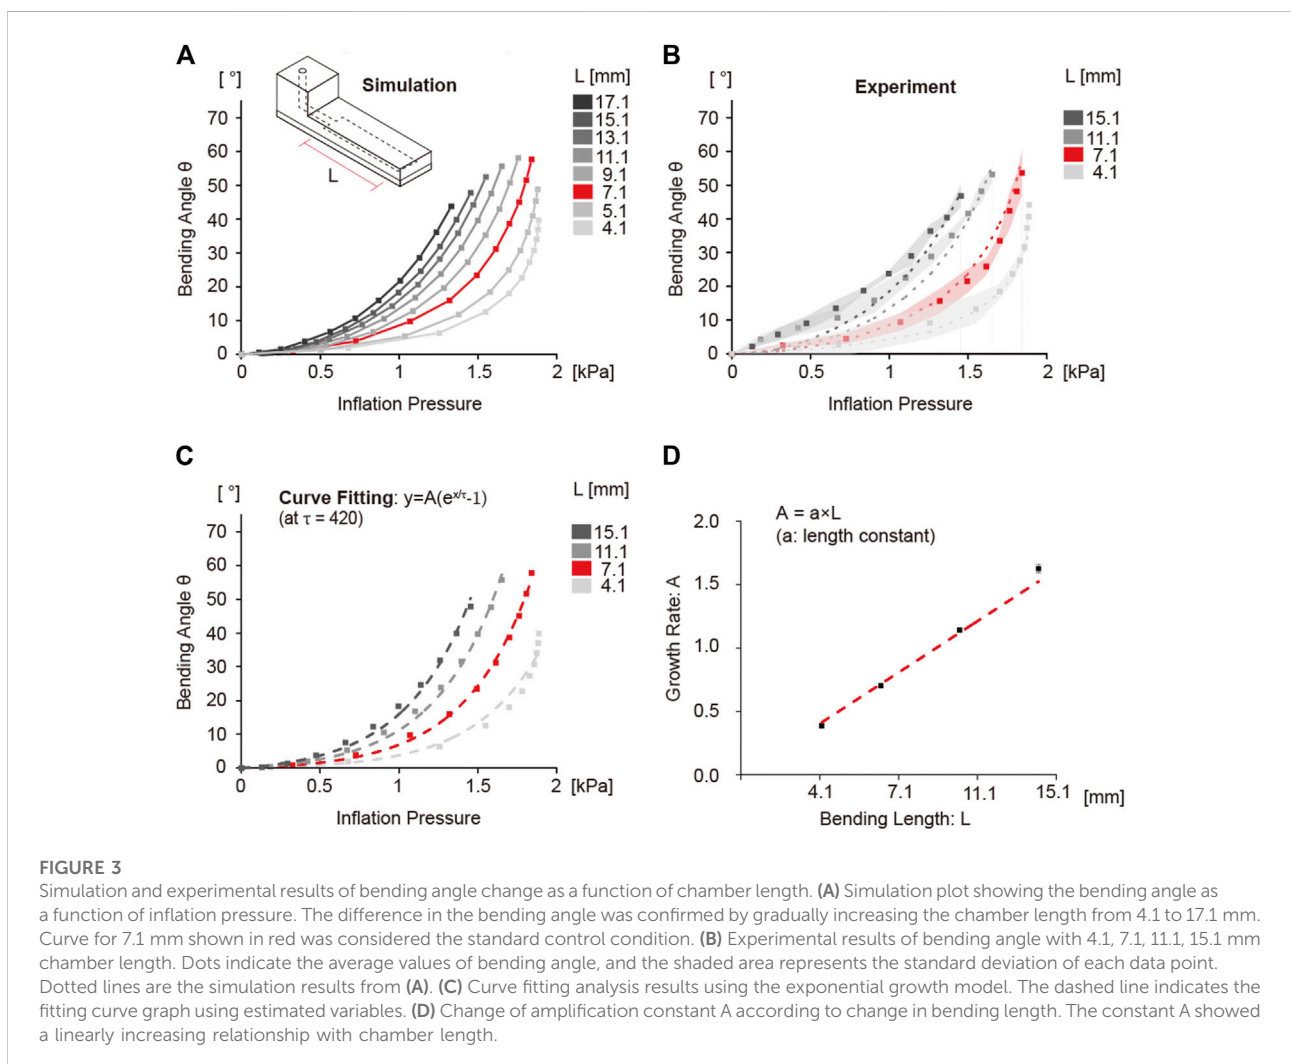 A
[ °]
Simulation
L [mm]
17.1
15.1
13.1
11.1
9.1
7.1
5.1
4.1
70
60
50
40
30
20
10
0
Bending Angle θ
L
0
0.5
1
1.5
2
[kPa]
Inflation Pressure
B
[ °]
Experiment
L [mm]
15.1
11.1
7.1
4.1
70
60
50
40
30
20
10
0
Bending Angle θ
0
0.5
1
1.5
2
[kPa]
Inflation Pressure
C
[ °]
Curve Fitting: y=A(e^x/τ-1)
(at τ = 420)
L [mm]
15.1
11.1
7.1
4.1
70
60
50
40
30
20
10
0
Bending Angle θ
0
0.5
1
1.5
2
[kPa]
Inflation Pressure
D
A = a×L
(a: length constant)
2.0
1.5
1.0
0.5
0.0
Growth Rate: A
4.1
7.1
11.1
15.1
[mm]
Bending Length: L
FIGURE 3
Simulation and experimental results of bending angle change as a function of chamber length. (A) Simulation plot showing the bending angle as
a function of inflation pressure. The difference in the bending angle was confirmed by gradually increasing the chamber length from 4.1 to 17.1 mm.
Curve for 7.1 mm shown in red was considered the standard control condition. (B) Experimental results of bending angle with 4.1, 7.1, 11.1, 15.1 mm
chamber length. Dots indicate the average values of bending angle, and the shaded area represents the standard deviation of each data point.
Dotted lines are the simulation results from (A). (C) Curve fitting analysis results using the exponential growth model. The dashed line indicates the
fitting curve graph using estimated variables. (D) Change of amplification constant A according to change in bending length. The constant A showed
a linearly increasing relationship with chamber length.